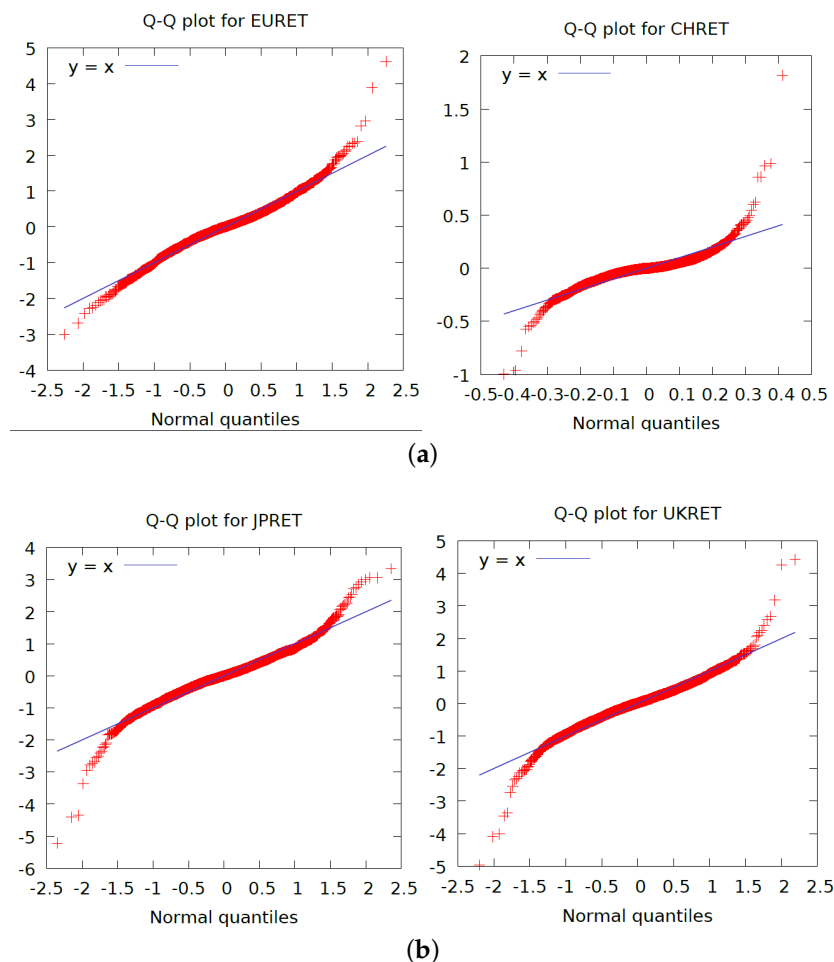 Q-Q plot for EURET
y = x
5
4
3
2
1
0
-1
-2
-3
-4
-2.5 -2 -1.5 -1 -0.5 0 0.5 1 1.5 2 2.5
Normal quantiles
Q-Q plot for CHRET
y = x
2
1.5
1
0.5
0
-0.5
-1
-0.5 -0.4 -0.3 -0.2 -0.1 0 0.1 0.2 0.3 0.4 0.5
Normal quantiles
(a)
Q-Q plot for JPRET
y = x
4
3
2
1
0
-1
-2
-3
-4
-5
-6
-2.5 -2 -1.5 -1 -0.5 0 0.5 1 1.5 2 2.5
Normal quantiles
Q-Q plot for UKRET
y = x
5
4
3
2
1
0
-1
-2
-3
-4
-5
-2.5 -2 -1.5 -1 -0.5 0 0.5 1 1.5 2 2.5
Normal quantiles
(b)